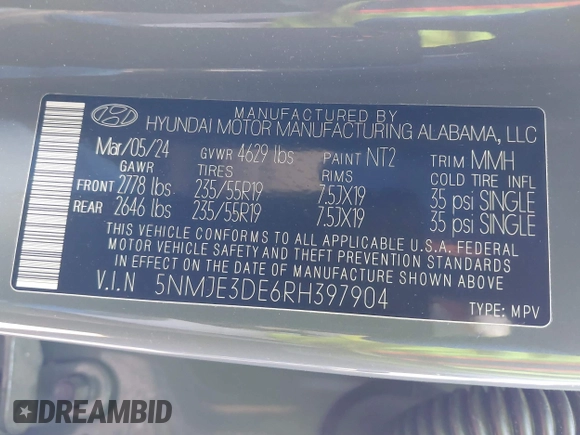 MANUFACTURED BY
HYUNDAI MOTOR MANUFACTURING ALABAMA, LLC
Mar/05/24 GVWR 4629 lbs PAINT NT2 TRIM MMH
GAWR TIRES RIMS COLD TIRE INFL
FRONT 2778 lbs 235/55R19 7.5JX19 35 psi SINGLE
REAR 2646 lbs 235/55R19 7.5JX19 35 psi SINGLE
THIS VEHICLE CONFORMS TO ALL APPLICABLE U.S.A. FEDERAL
MOTOR VEHICLE SAFETY AND THEFT PREVENTION STANDARDS
IN EFFECT ON THE DATE OF MANUFACTURE SHOWN ABOVE.
V.I.N 5NMJE3DE6RH397904
TYPE: MPV
DREAMBID